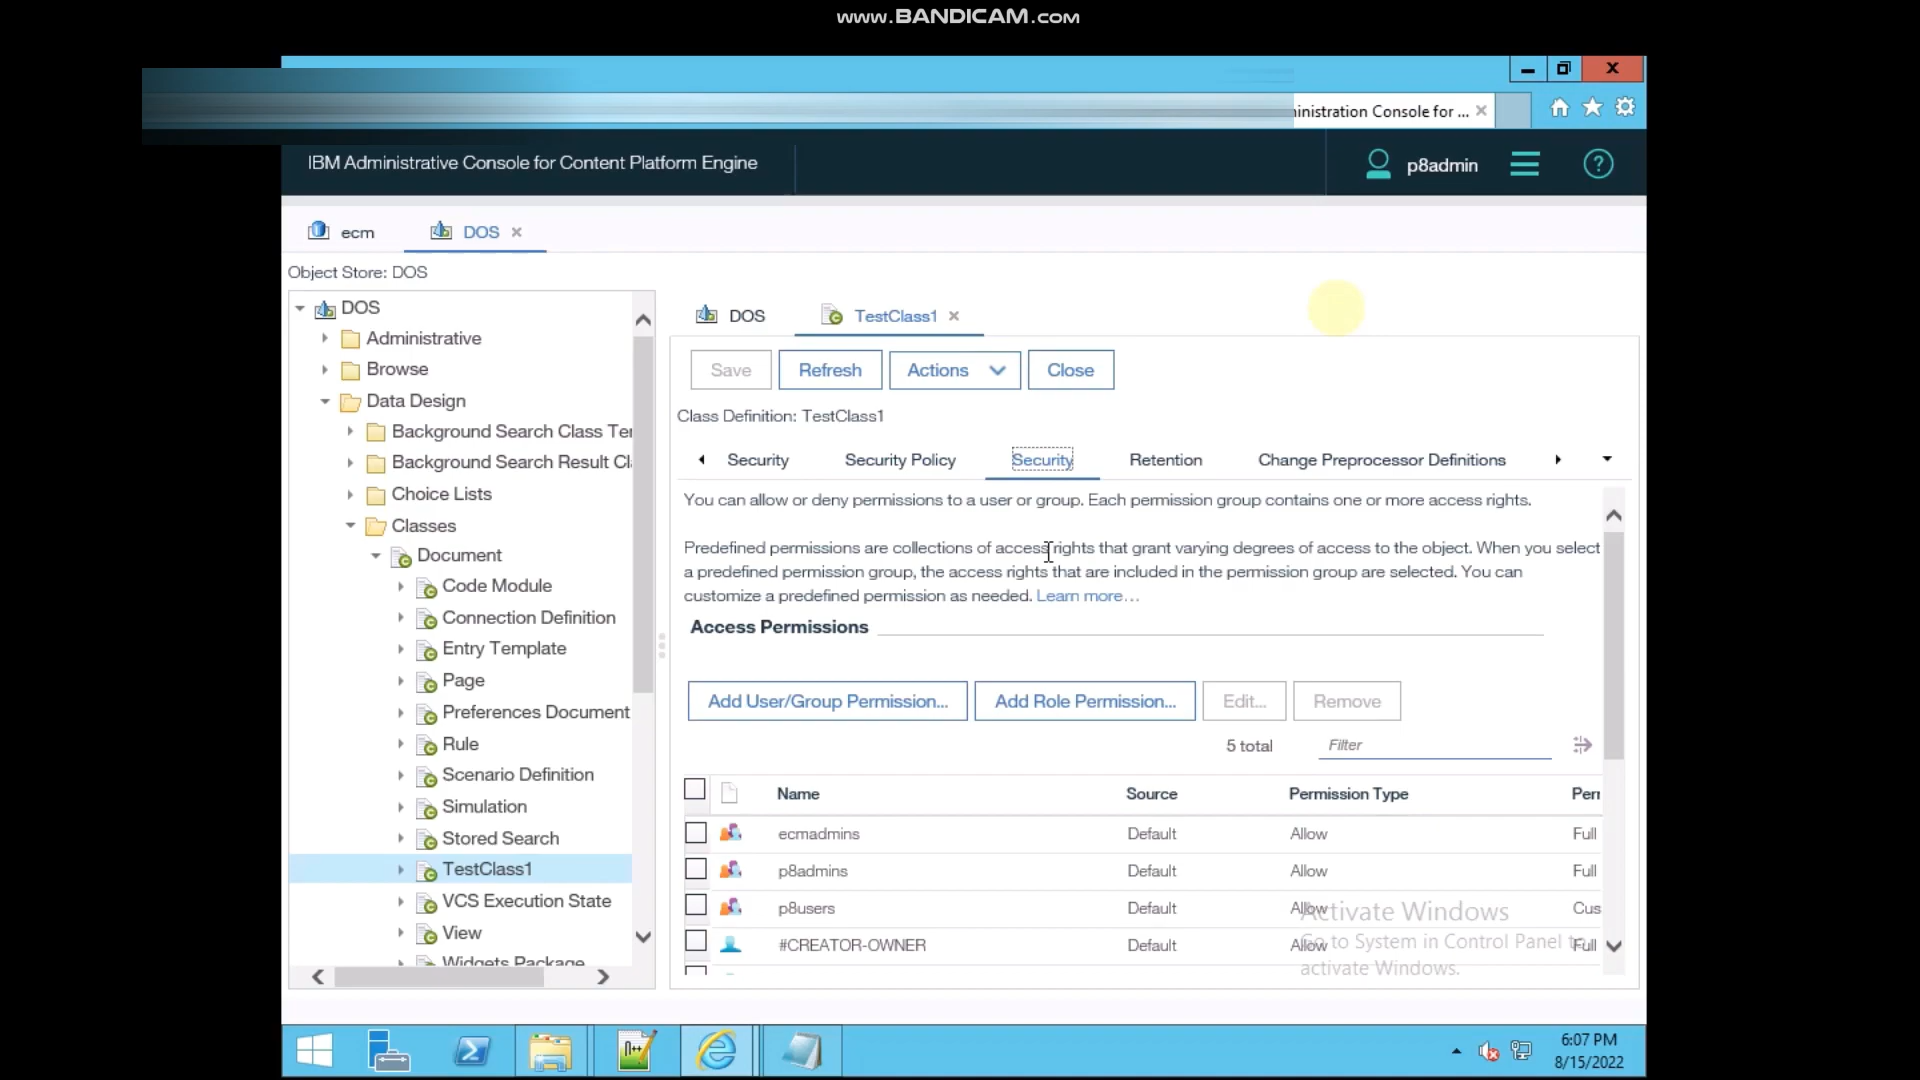 www.BANDICAM.com
inistration Console for ...
IBM Administrative Console for Content Platform Engine
p8admin
ecm
DOS
Object Store: DOS
DOS
Administrative
Browse
Data Design
Background Search Class Ter
Background Search Result Cl
Choice Lists
Classes
Document
Code Module
Connection Definition
Entry Template
Page
Preferences Document
Rule
Scenario Definition
Simulation
Stored Search
TestClass1
VCS Execution State
View
Widgets Package
DOS
TestClass1
Save
Refresh
Actions
Close
Class Definition: TestClass1
Security
Security Policy
Security
Retention
Change Preprocessor Definitions
You can allow or deny permissions to a user or group. Each permission group contains one or more access rights.
Predefined permissions are collections of access rights that grant varying degrees of access to the object. When you select
a predefined permission group, the access rights that are included in the permission group are selected. You can
customize a predefined permission as needed. Learn more...
Access Permissions
Add User/Group Permission...
Add Role Permission...
Edit...
Remove
5 total
Filter
Name Source Permission Type Perr
ecmadmins Default Allow Full
p8admins Default Allow Full
p8users Default Allow Cus
#CREATOR-OWNER Default Allow Full
Activate Windows
Go to System in Control Panel to
activate Windows.
N++
6:07 PM
8/15/2022